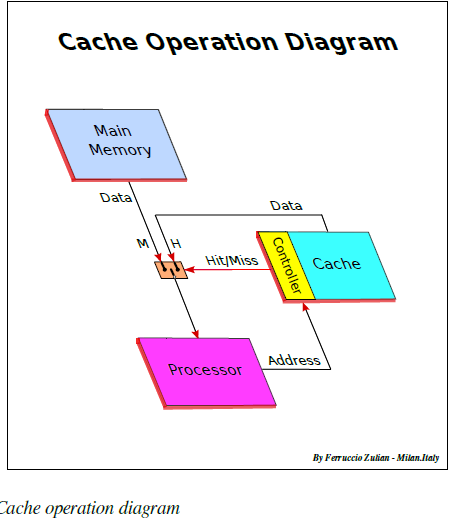 Cache Operation Diagram
Main
Memory
Data
Data
M
H
Hit/Miss
Controller
Cache
Processor
Address
By Ferruccio Zulian - Milan.Italy
Cache operation diagram